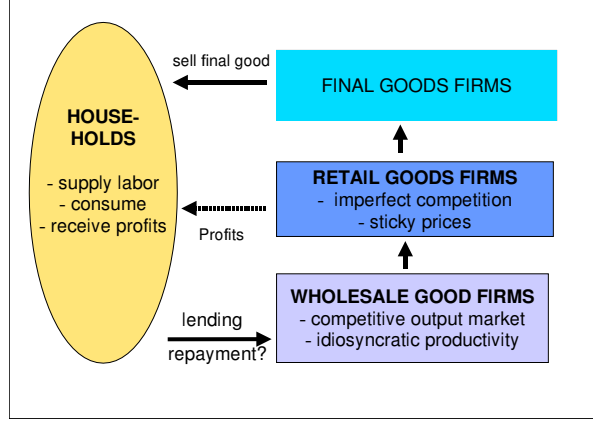 sell final good
FINAL GOODS FIRMS
HOUSE-
HOLDS
- supply labor
- consume
- receive profits
RETAIL GOODS FIRMS
- imperfect competition
- sticky prices
Profits
WHOLESALE GOOD FIRMS
- competitive output market
- idiosyncratic productivity
lending
repayment?